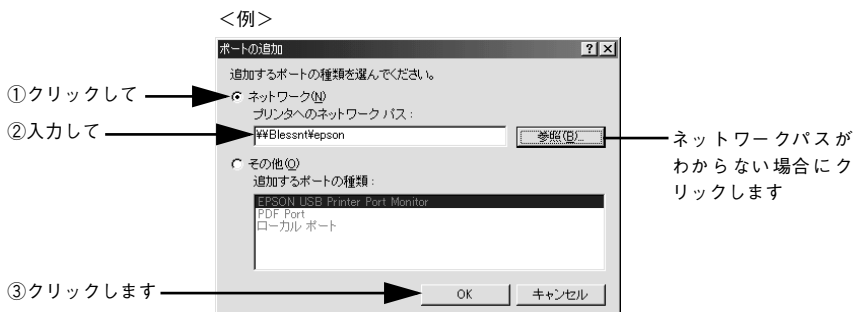 ＜例＞
ポートの追加
追加するポートの種類を選んでください。
①クリックして
ネットワーク(N)
プリンタへのネットワーク パス：
②入力して
¥¥Blessnt¥epson
参照(B)...
ネットワークパスが
わからない場合にク
リックします
その他(O)
追加するポートの種類：
EPSON USB Printer Port Monitor
PDF Port
ローカル ポート
③クリックします
OK
キャンセル